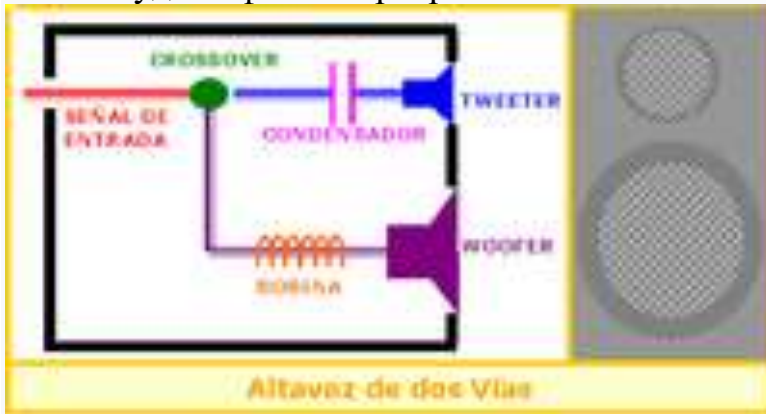 CROSSOVER
SEÑAL DE
ENTRADA
CONDENSADOR
TWEETER
BOBINA
WOOFER
Altavoz de dos Vías